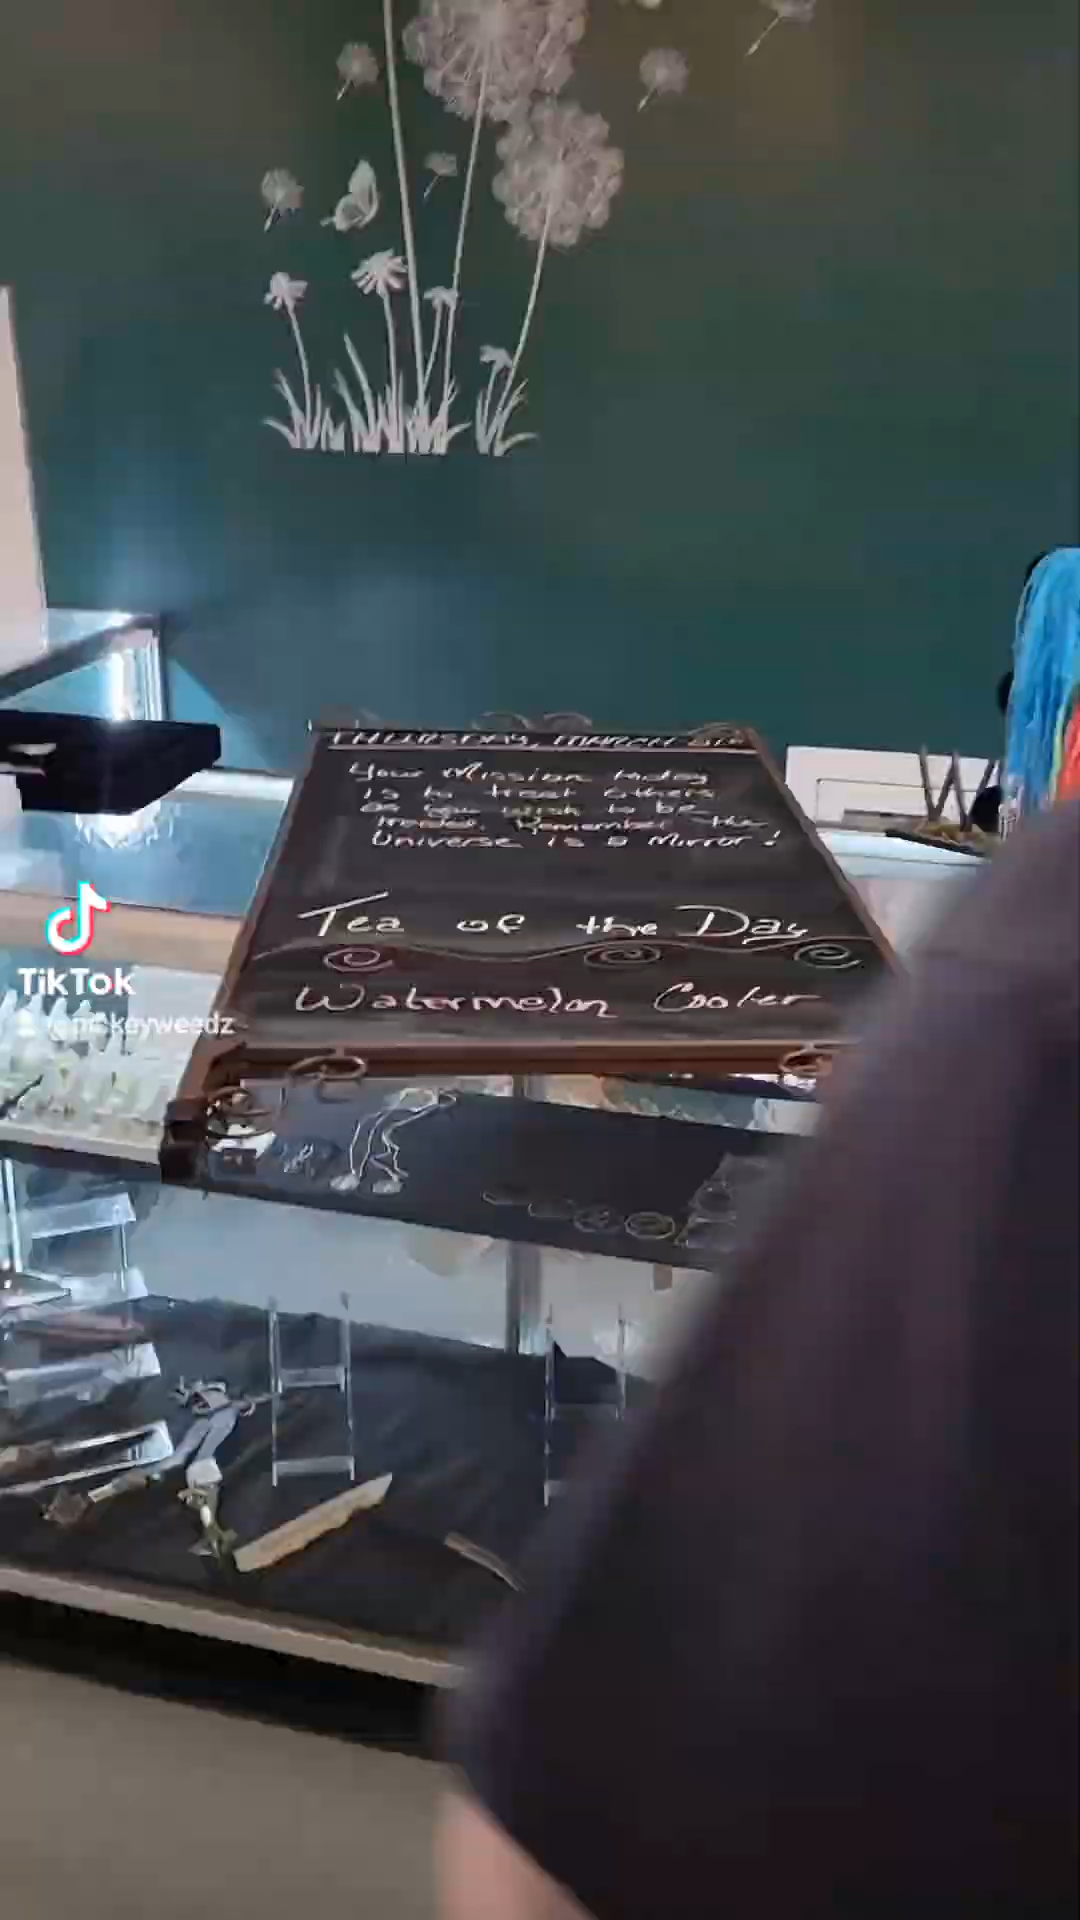 THURSDAY, MARCH
Your Mission today
is to treat others
as you wish to be
treated. Remember the
Universe is a mirror!
Tea of the Day
Watermelon Cooler
TikTok